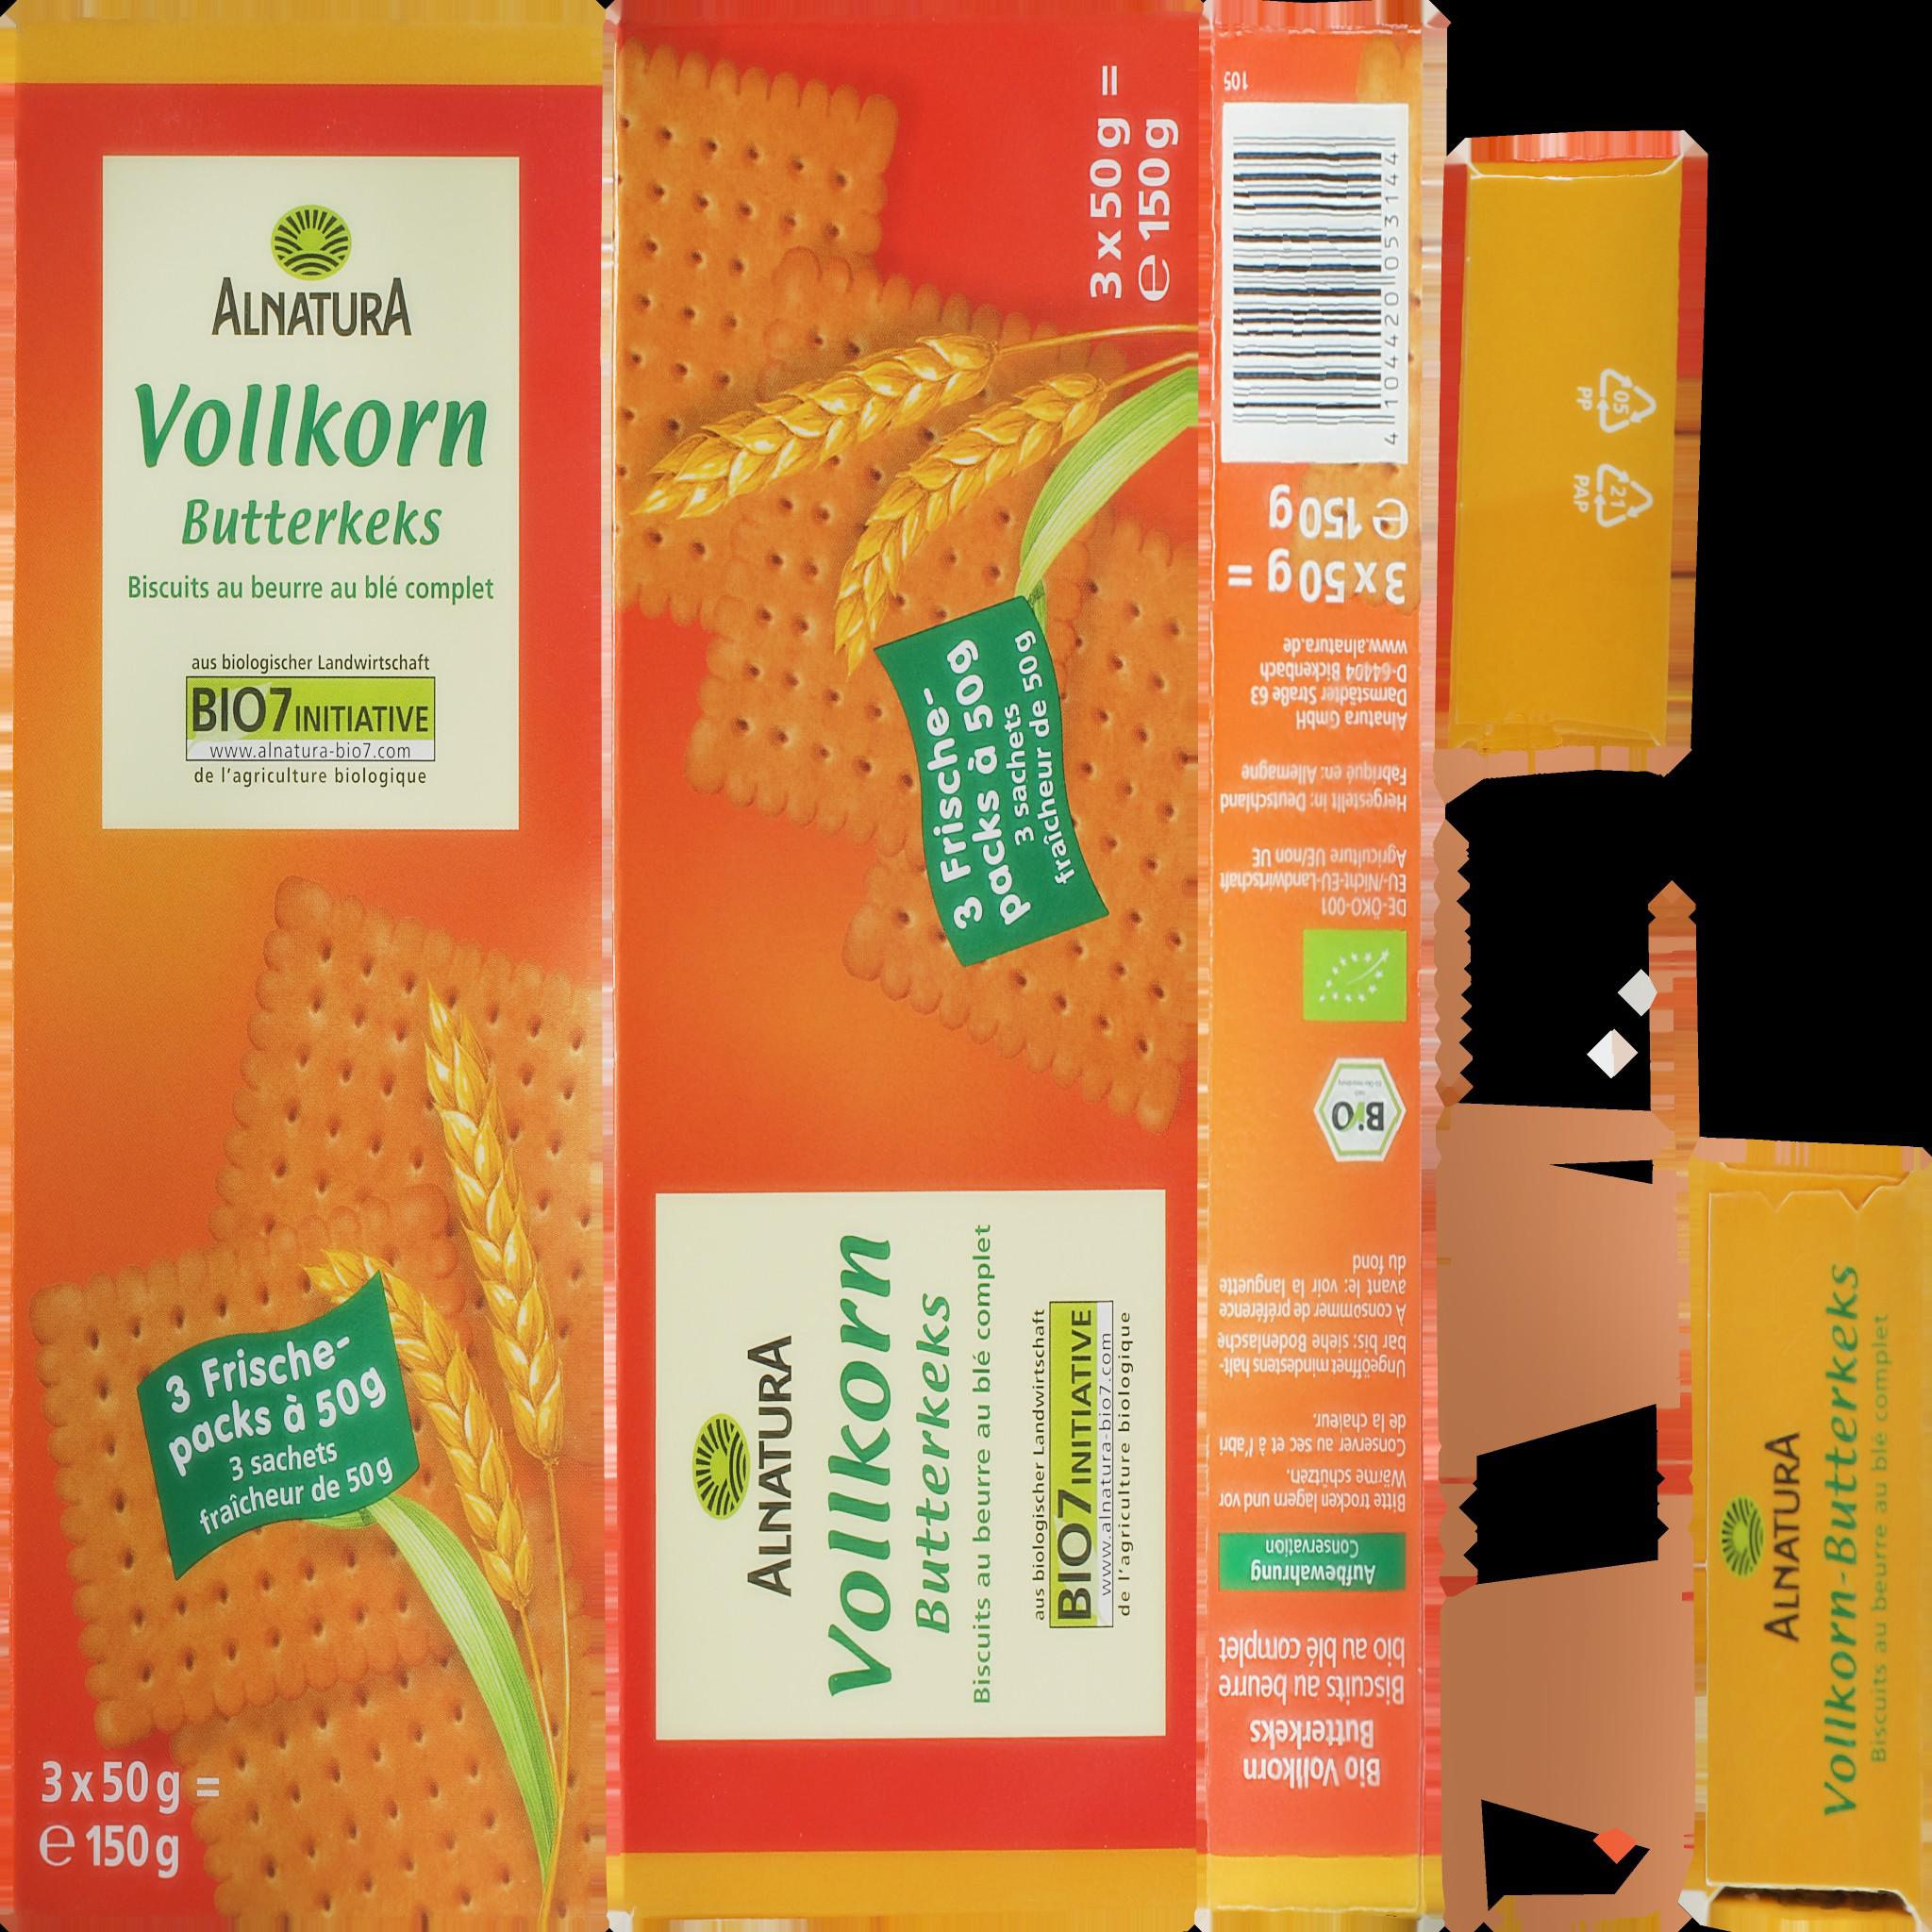 ALNATURA
Vollkorn
Butterkeks
Biscuits au beurre au blé complet
aus biologischer Landwirtschaft
BIO7 INITIATIVE
www.alnatura-bio7.com
de l'agriculture biologique
3 Frische-
packs à 50g
3 sachets
fraîcheur de 50g
3 x 50 g =
e 150 g
3 x 50 g =
e 150 g
3 Frische-
packs à 50g
3 sachets
fraîcheur de 50g
ALNATURA
Vollkorn
Butterkeks
Biscuits au beurre au blé complet
aus biologischer Landwirtschaft
BIO7 INITIATIVE
www.alnatura-bio7.com
de l'agriculture biologique
Bio Vollkorn
Butterkeks
Biscuits au beurre
bio au blé complet
Aufbewahrung
Conservation
Bitte trocken lagern und vor
Wärme schützen.
Conserver au sec et à l'abri
de la chaleur.
Ungeöffnet mindestens halt-
bar bis: siehe Bodenlasche
À consommer de préférence
avant le: voir la languette
du fond
Bio
DE-ÖKO-001
EU-/Nicht-EU-Landwirtschaft
Agriculture UE/non UE
Hergestellt in: Deutschland
Fabriqué en: Allemagne
Alnatura GmbH
Darmstädter Straße 63
D-64404 Bickenbach
www.alnatura.de
3 x 50 g =
e 150 g
4 104420 053144
105
05
PP
21
PAP
ALNATURA
Vollkorn-Butterkeks
Biscuits au beurre au blé complet